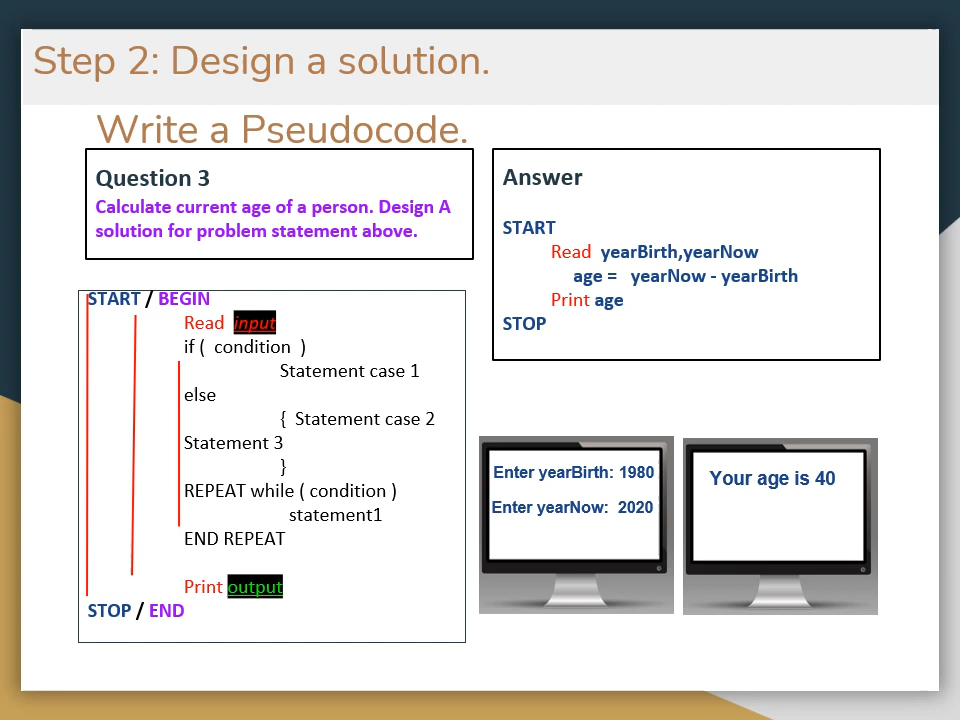 Step 2: Design a solution.
Write a Pseudocode.
Question 3
Calculate current age of a person. Design A
solution for problem statement above.
START / BEGIN
Read input
if ( condition )
Statement case 1
else
{ Statement case 2
Statement 3
}
REPEAT while ( condition )
statement1
END REPEAT
Print output
STOP / END
Answer
START
Read yearBirth,yearNow
age = yearNow - yearBirth
Print age
STOP
Enter yearBirth: 1980
Enter yearNow: 2020
Your age is 40